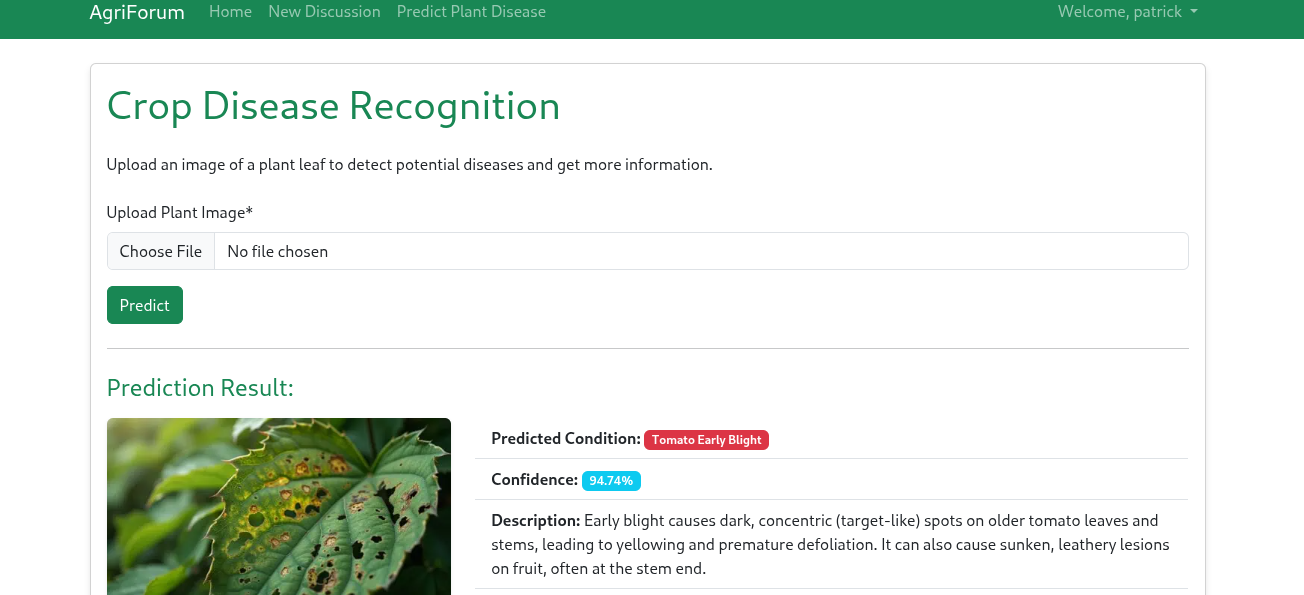 AgriForum Home New Discussion Predict Plant Disease Welcome, patrick
Crop Disease Recognition
Upload an image of a plant leaf to detect potential diseases and get more information.
Upload Plant Image*
Choose File No file chosen
Predict
Prediction Result:
Predicted Condition: Tomato Early Blight
Confidence: 94.74%
Description: Early blight causes dark, concentric (target-like) spots on older tomato leaves and
stems, leading to yellowing and premature defoliation. It can also cause sunken, leathery lesions
on fruit, often at the stem end.